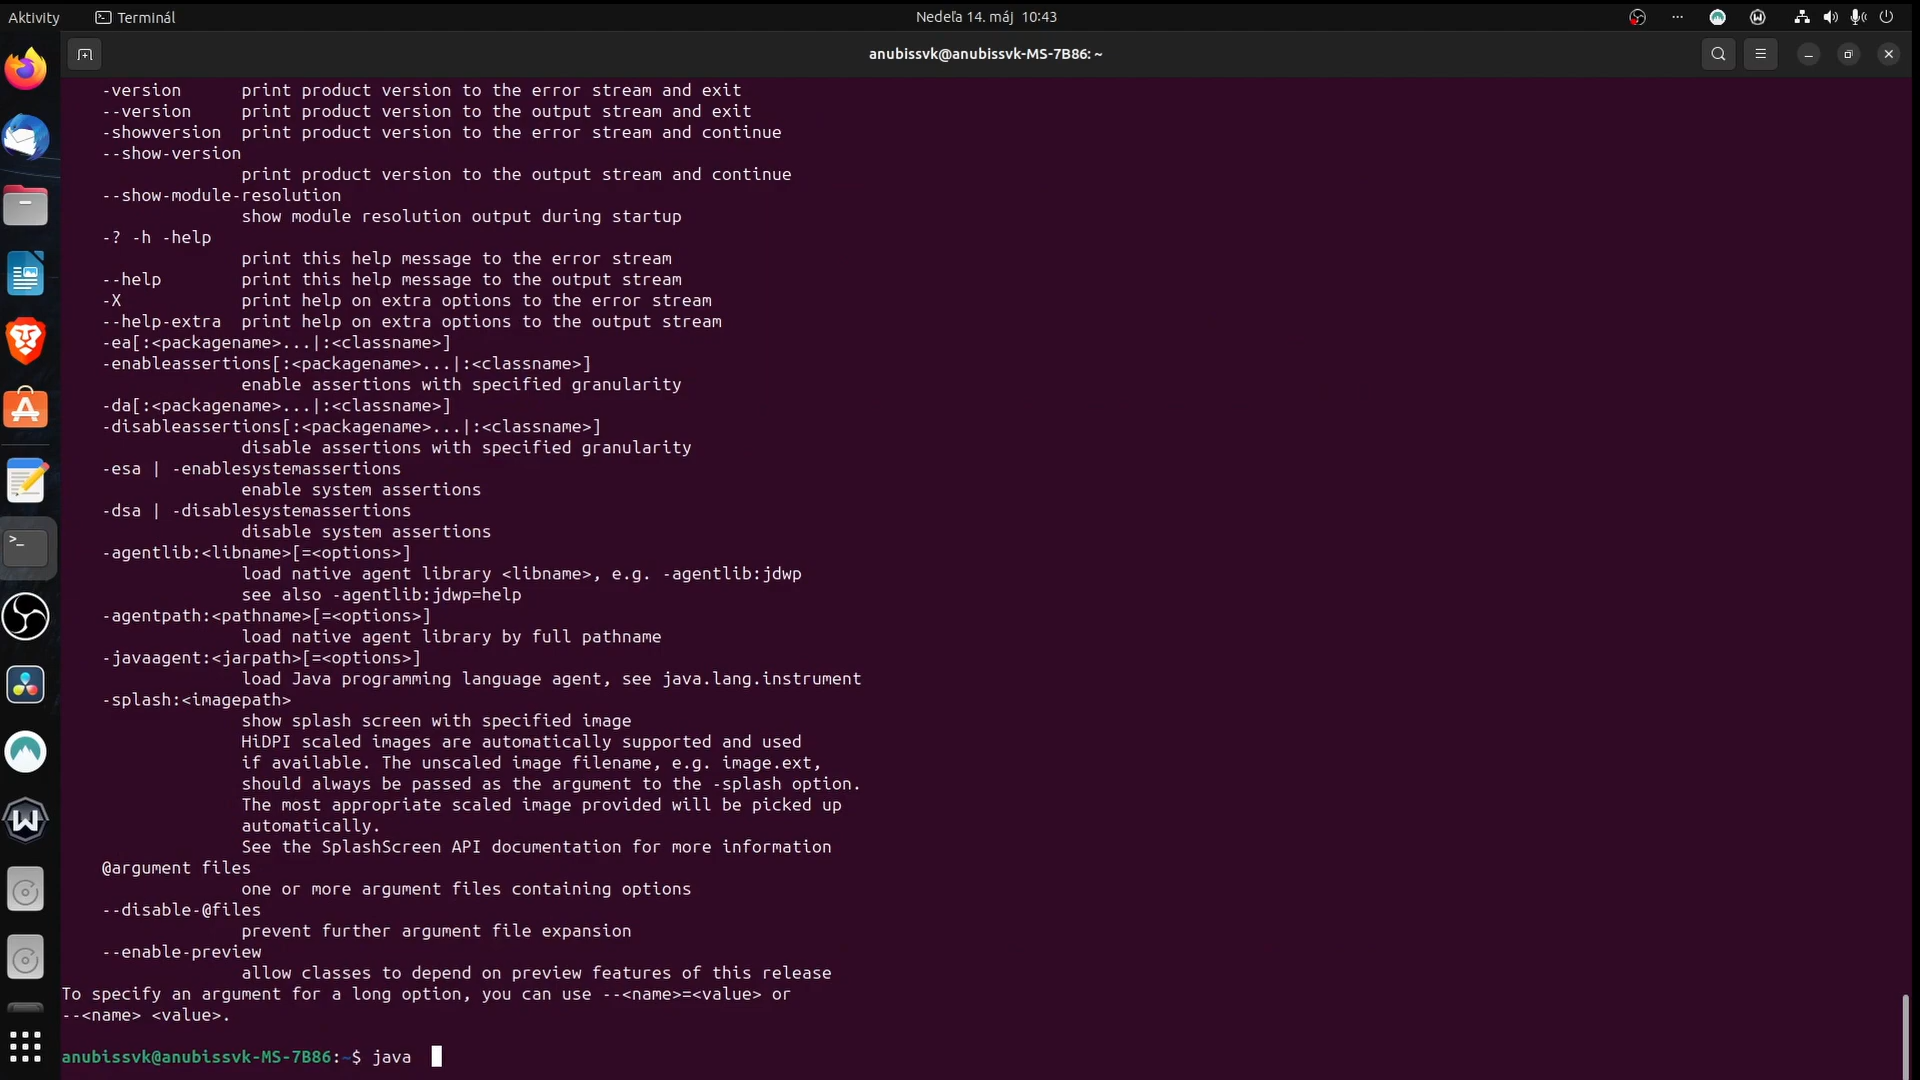 Aktivity
Terminál
Nedeľa 14. máj 10:43
anubissvk@anubissvk-MS-7B86: ~
-version      print product version to the error stream and exit
--version     print product version to the output stream and exit
-showversion  print product version to the error stream and continue
--show-version
print product version to the output stream and continue
--show-module-resolution
show module resolution output during startup
-? -h -help
print this help message to the error stream
--help        print this help message to the output stream
-X            print help on extra options to the error stream
--help-extra  print help on extra options to the output stream
-ea[:<packagename>...|:<classname>]
-enableassertions[:<packagename>...|:<classname>]
enable assertions with specified granularity
-da[:<packagename>...|:<classname>]
-disableassertions[:<packagename>...|:<classname>]
disable assertions with specified granularity
-esa | -enablesystemassertions
enable system assertions
-dsa | -disablesystemassertions
disable system assertions
-agentlib:<libname>[=<options>]
load native agent library <libname>, e.g. -agentlib:jdwp
see also -agentlib:jdwp=help
-agentpath:<pathname>[=<options>]
load native agent library by full pathname
-javaagent:<jarpath>[=<options>]
load Java programming language agent, see java.lang.instrument
-splash:<imagepath>
show splash screen with specified image
HiDPI scaled images are automatically supported and used
if available. The unscaled image filename, e.g. image.ext,
should always be passed as the argument to the -splash option.
The most appropriate scaled image provided will be picked up
automatically.
See the SplashScreen API documentation for more information
@argument files
one or more argument files containing options
--disable-@files
prevent further argument file expansion
--enable-preview
allow classes to depend on preview features of this release
To specify an argument for a long option, you can use --<name>=<value> or
--<name> <value>.
anubissvk@anubissvk-MS-7B86:~$ java